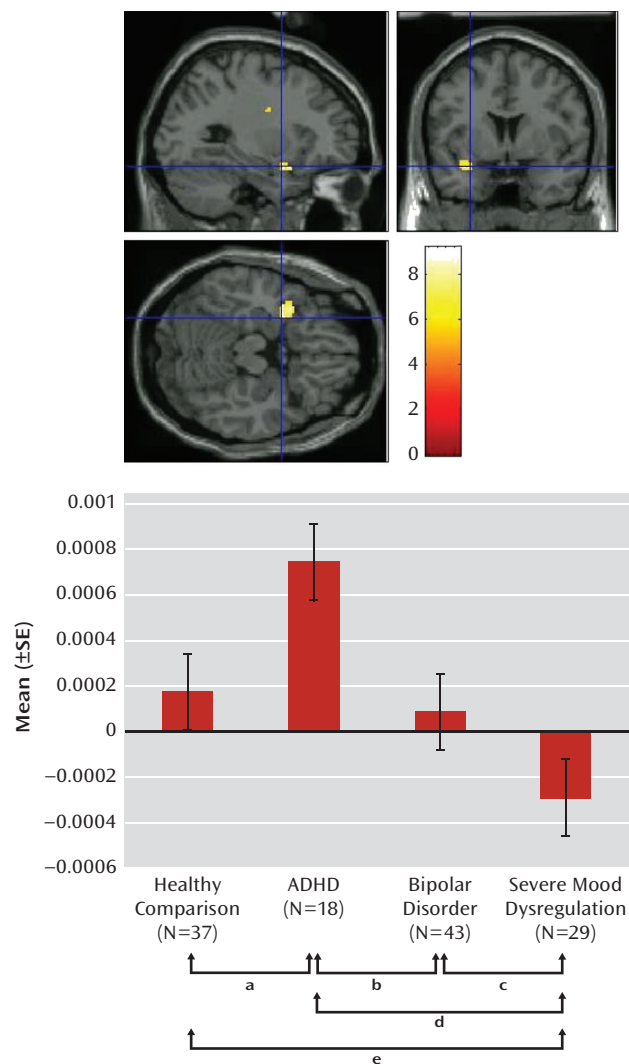 8
6
4
2
0
0.001
0.0008
0.0006
0.0004
0.0002
0
−0.0002
−0.0004
−0.0006
Mean (±SE)
Healthy
Comparison
(N=37)
ADHD
(N=18)
Bipolar
Disorder
(N=43)
Severe Mood
Dysregulation
(N=29)
a
b
c
d
e